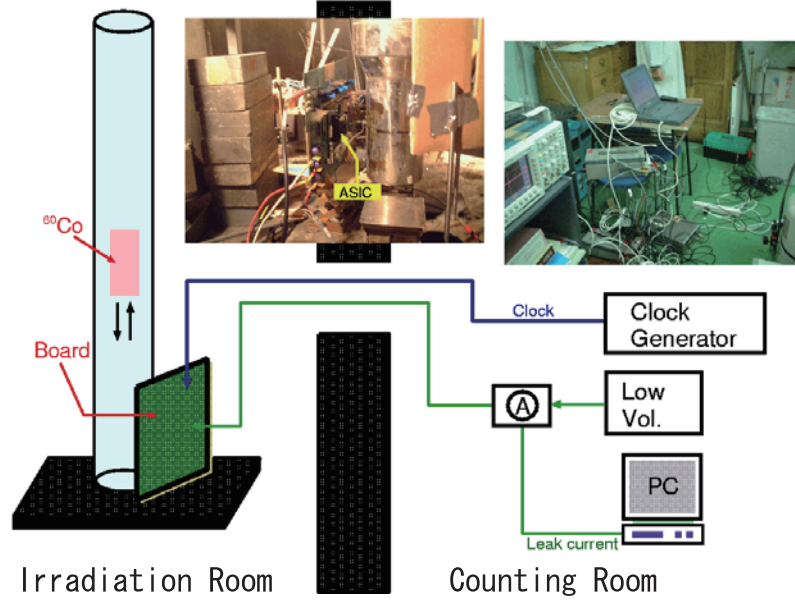 ASIC
⁶⁰Co
Clock
Clock
Generator
Board
Low
Vol.
A
PC
Leak current
Irradiation Room
Counting Room